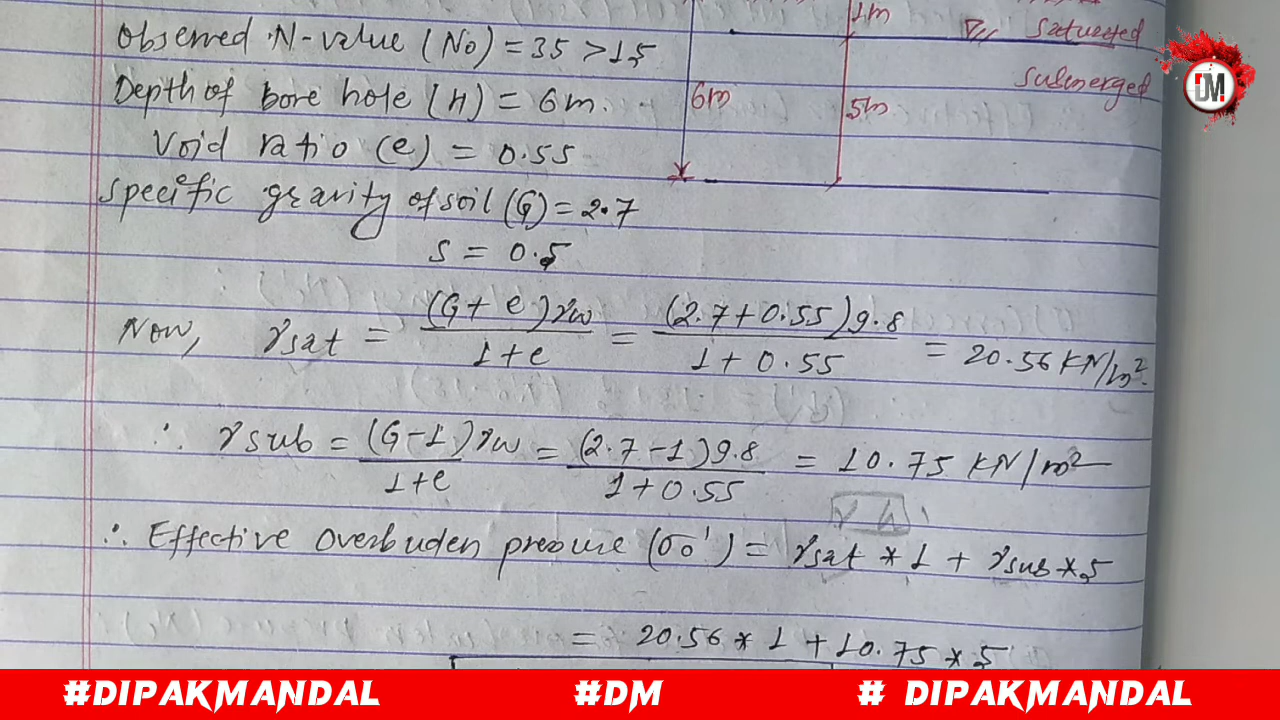 1m
Observed N-value (No) = 35 > 15
saturated
Depth of bore hole (H) = 6m.
6m
5m
submerged
DM
Void ratio (e) = 0.55
specific gravity of soil (G) = 2.7
S = 0.5
Now, γsat = (G + e)γw / 1+e = (2.7+0.55)9.8 / 1 + 0.55 = 20.56 KN/m².
∴ γsub = (G-1)γw / 1+e = (2.7-1)9.8 / 1+0.55 = 10.75 KN/m²
∴ Effective overbuden pressure (σo') = γsat * 1 + γsub * 5
= 20.56 * 1 + 10.75 * 5
#DIPAKMANDAL #DM # DIPAKMANDAL